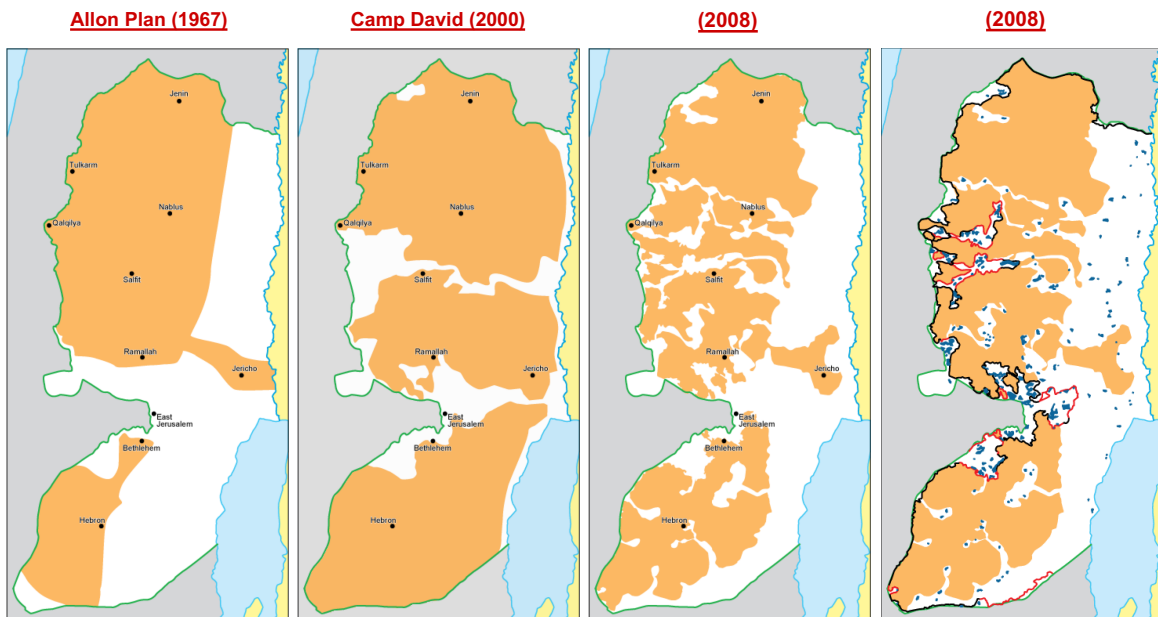 Allon Plan (1967)
Camp David (2000)
(2008)
(2008)
Jenin
Tulkarm
Nablus
Qalqilya
Salfit
Ramallah
Jericho
East
Jerusalem
Bethlehem
Hebron
Jenin
Tulkarm
Nablus
Qalqilya
Salfit
Ramallah
Jericho
East
Jerusalem
Bethlehem
Hebron
Jenin
Tulkarm
Nablus
Qalqilya
Salfit
Ramallah
Jericho
East
Jerusalem
Bethlehem
Hebron